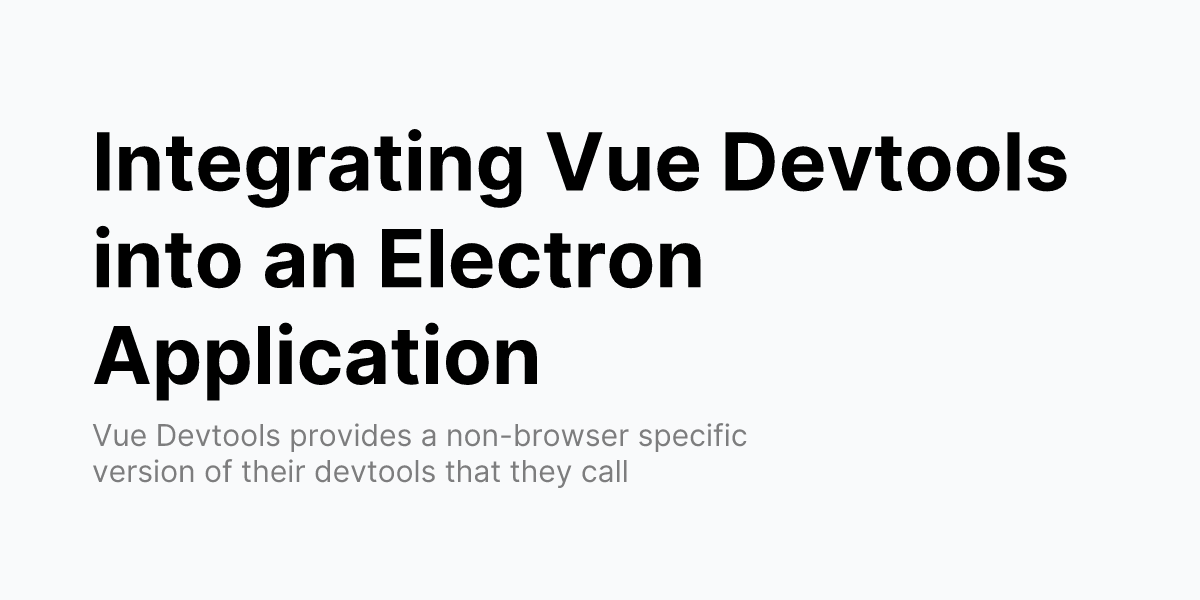 Integrating Vue Devtools
into an Electron
Application
Vue Devtools provides a non-browser specific
version of their devtools that they call